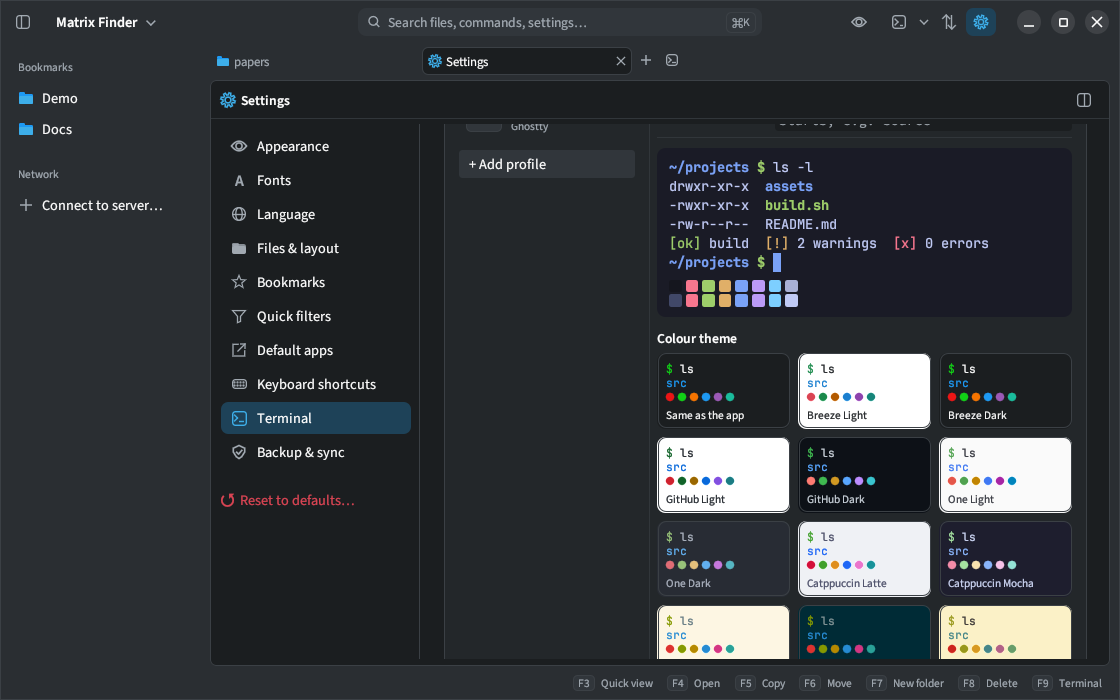 Matrix Finder
Search files, commands, settings…
⌘K
Bookmarks
Demo
Docs
Network
Connect to server…
papers
Settings
Settings
Appearance
Fonts
Language
Files & layout
Bookmarks
Quick filters
Default apps
Keyboard shortcuts
Terminal
Backup & sync
Reset to defaults…
Ghostty
+ Add profile
~/projects $ ls -l
drwxr-xr-x assets
-rwxr-xr-x build.sh
-rw-r--r-- README.md
[ok] build [!] 2 warnings [x] 0 errors
~/projects $
Colour theme
$ ls
src
Same as the app
$ ls
src
Breeze Light
$ ls
src
Breeze Dark
$ ls
src
GitHub Light
$ ls
src
GitHub Dark
$ ls
src
One Light
$ ls
src
One Dark
$ ls
src
Catppuccin Latte
$ ls
src
Catppuccin Mocha
$ ls
src
$ ls
src
$ ls
src
F3 Quick view F4 Open F5 Copy F6 Move F7 New folder F8 Delete F9 Terminal